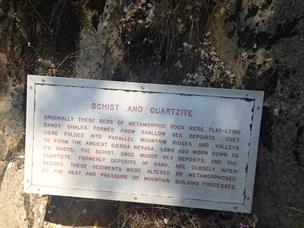 SCHIST AND QUARTZITE
ORIGINALLY THESE BEDS OF METAMORPHIC ROCK WERE FLAT-LYING
SANDY SHALES FORMED FROM SHALLOW SEA DEPOSITS. THEY
WERE FOLDED INTO PARALLEL MOUNTAIN RIDGES AND VALLEYS
TO FORM THE ANCIENT SIERRA NEVADA, LONG AGO WORN DOWN TO
ITS ROOTS. THE SCHIST, ONCE MUDDY SEA DEPOSITS, AND THE
QUARTZITE, FORMERLY DEPOSITS OF SAND, ARE CLOSELY INTER-
BEDDED. THESE SEDIMENTS WERE ALTERED OR METAMORPHOSED
BY THE HEAT AND PRESSURE OF MOUNTAIN BUILDING PROCESSES.